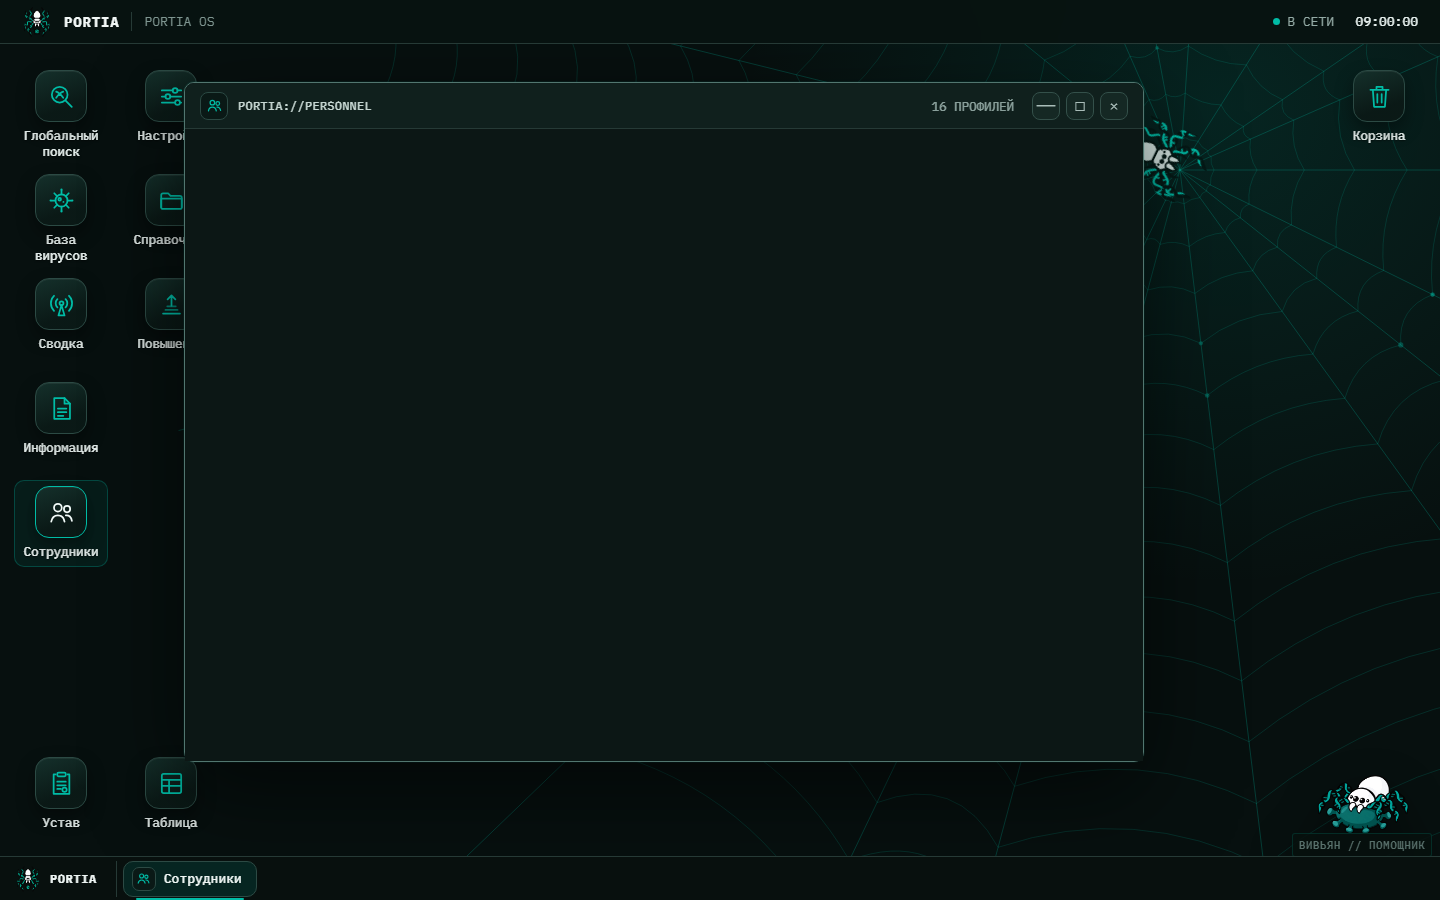 PORTIA
PORTIA OS
В СЕТИ
09:00:00
Глобальный
поиск
База
вирусов
Сводка
Информация
Сотрудники
PORTIA://PERSONNEL
16 ПРОФИЛЕЙ
Корзина
Устав
Таблица
ВИВЬЯН // ПОМОЩНИК
PORTIA
Сотрудники